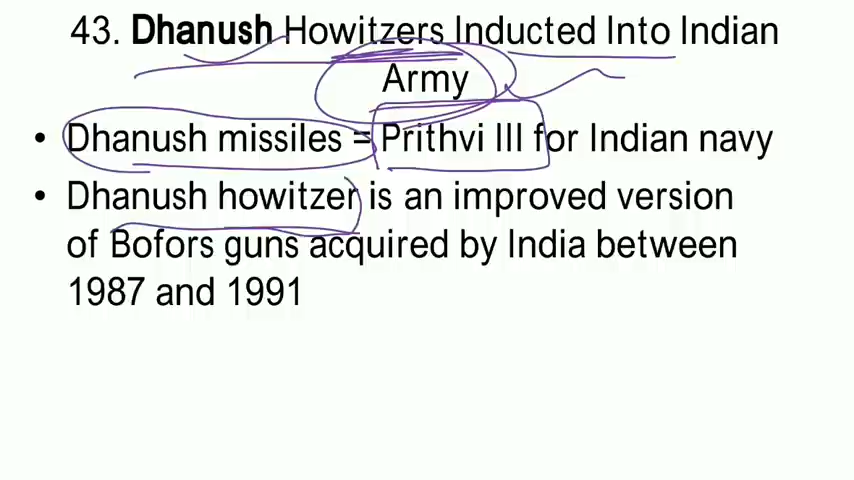 43. Dhanush Howitzers Inducted Into Indian
Army
• Dhanush missiles = Prithvi III for Indian navy
• Dhanush howitzer is an improved version
of Bofors guns acquired by India between
1987 and 1991